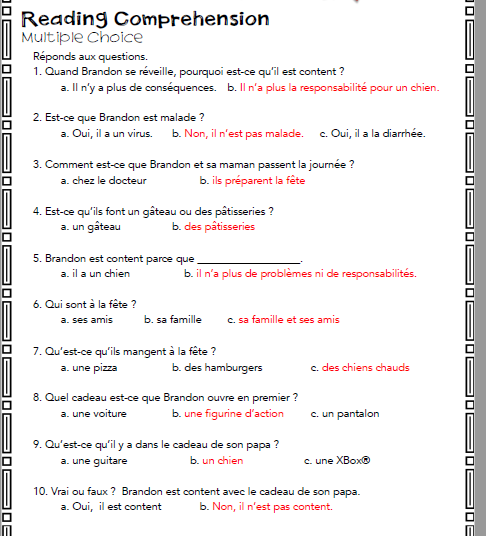 Reading Comprehension
Multiple Choice
Réponds aux questions.
1. Quand Brandon se réveille, pourquoi est-ce qu'il est content ?
a. Il n'y a plus de conséquences. b. Il n'a plus la responsabilité pour un chien.
2. Est-ce que Brandon est malade ?
a. Oui, il a un virus. b. Non, il n'est pas malade. c. Oui, il a la diarrhée.
3. Comment est-ce que Brandon et sa maman passent la journée ?
a. chez le docteur b. ils préparent la fête
4. Est-ce qu'ils font un gâteau ou des pâtisseries ?
a. un gâteau b. des pâtisseries
5. Brandon est content parce que ____________________.
a. il a un chien b. il n'a plus de problèmes ni de responsabilités.
6. Qui sont à la fête ?
a. ses amis b. sa famille c. sa famille et ses amis
7. Qu'est-ce qu'ils mangent à la fête ?
a. une pizza b. des hamburgers c. des chiens chauds
8. Quel cadeau est-ce que Brandon ouvre en premier ?
a. une voiture b. une figurine d'action c. un pantalon
9. Qu'est-ce qu'il y a dans le cadeau de son papa ?
a. une guitare b. un chien c. une XBox®
10. Vrai ou faux ? Brandon est content avec le cadeau de son papa.
a. Oui, il est content b. Non, il n'est pas content.